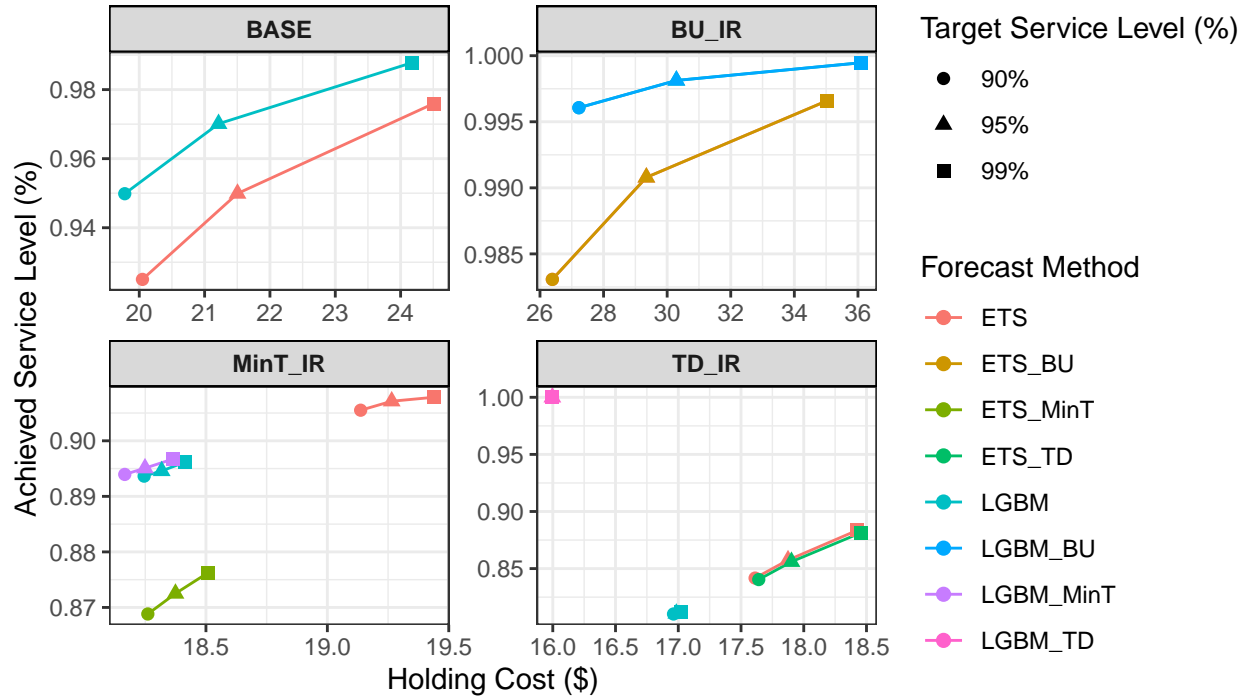 BASE
BU_IR
0.98
0.96
0.94
1.000
0.995
0.990
0.985
20 21 22 23 24
26 28 30 32 34 36
MinT_IR
TD_IR
0.90
0.89
0.88
0.87
1.00
0.95
0.90
0.85
18.5 19.0 19.5
16.0 16.5 17.0 17.5 18.0 18.5
Achieved Service Level (%)
Holding Cost ($)
Target Service Level (%)
90%
95%
99%
Forecast Method
ETS
ETS_BU
ETS_MinT
ETS_TD
LGBM
LGBM_BU
LGBM_MinT
LGBM_TD